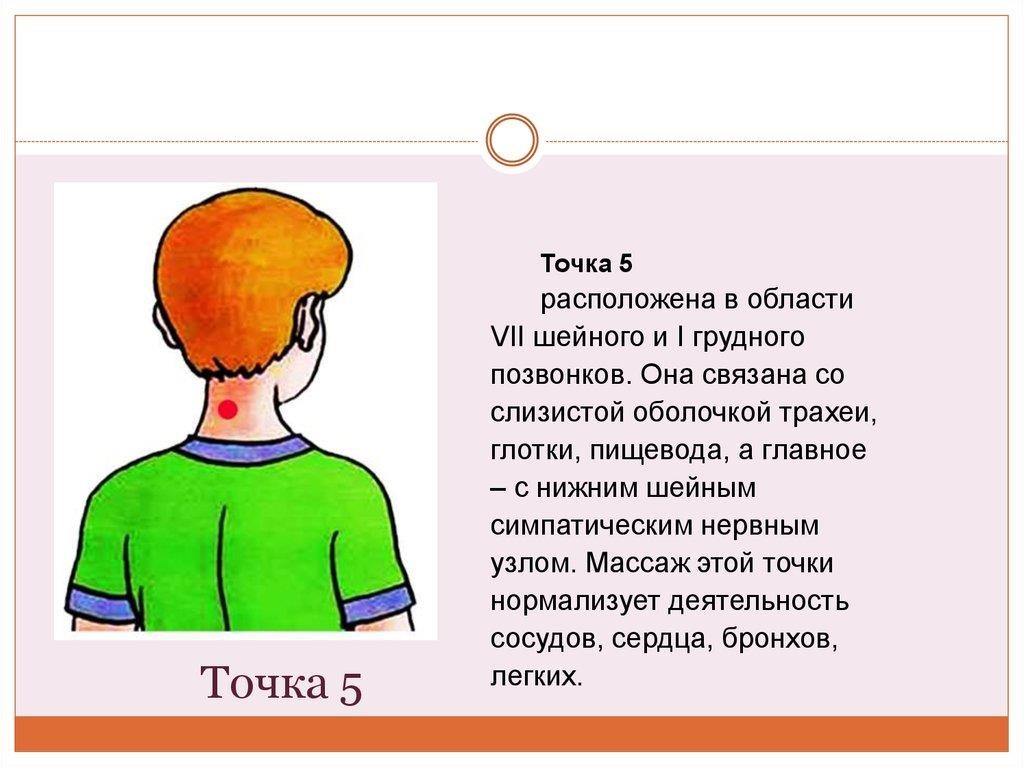 Точка 5
расположена в области
VII шейного и I грудного
позвонков. Она связана со
слизистой оболочкой трахеи,
глотки, пищевода, а главное
– с нижним шейным
симпатическим нервным
узлом. Массаж этой точки
нормализует деятельность
сосудов, сердца, бронхов,
легких.
Точка 5